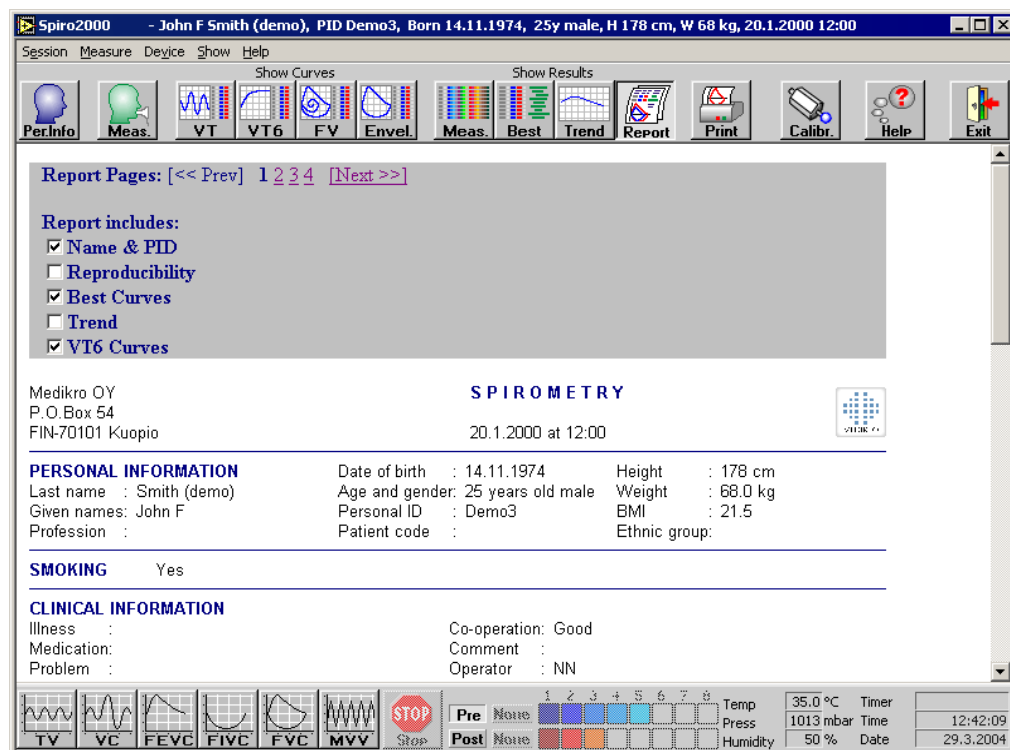 Spiro2000 - John F Smith (demo), PID Demo3, Born 14.11.1974, 25y male, H 178 cm, W 68 kg, 20.1.2000 12:00
Session Measure Device Show Help
Show Curves Show Results
Per.Info Meas. VT VT6 FV Envel. Meas. Best Trend Report Print Calibr. Help Exit
Report Pages: [<< Prev] 1 2 3 4 [Next >>]
Report includes:
Name & PID
Reproducibility
Best Curves
Trend
VT6 Curves
Medikro OY
SPIROMETRY
P.O.Box 54
FIN-70101 Kuopio 20.1.2000 at 12:00
PERSONAL INFORMATION Date of birth : 14.11.1974 Height : 178 cm
Last name : Smith (demo) Age and gender: 25 years old male Weight : 68.0 kg
Given names: John F Personal ID : Demo3 BMI : 21.5
Profession : Patient code : Ethnic group:
SMOKING Yes
CLINICAL INFORMATION
Illness : Co-operation: Good
Medication: Comment :
Problem : Operator : NN
1 2 3 4 5 6 7 8
TV VC FEVC FIVC FVC MVV STOP Stop
Pre None
Post None
Temp 35.0 °C Timer
Press 1013 mbar Time 12:42:09
Humidity 50 % Date 29.3.2004